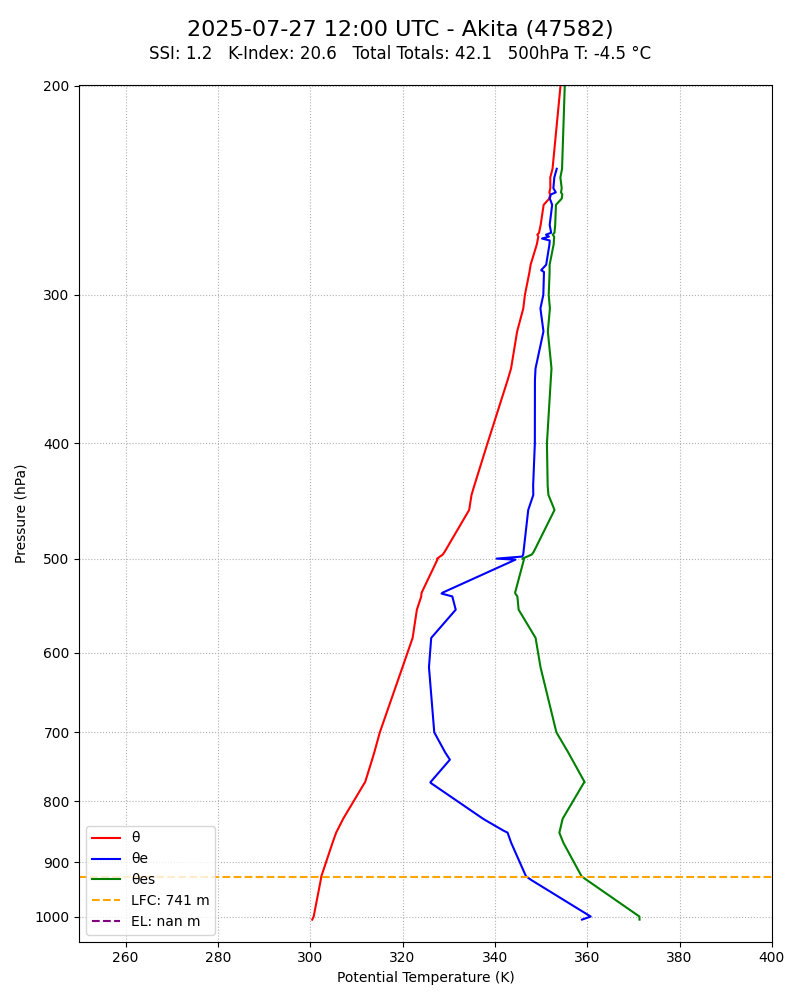 2025-07-27 12:00 UTC - Akita (47582)
SSI: 1.2   K-Index: 20.6   Total Totals: 42.1   500hPa T: -4.5 °C
200
300
400
500
600
700
800
900
1000
Pressure (hPa)
θ
θe
θes
LFC: 741 m
EL: nan m
260
280
300
320
340
360
380
400
Potential Temperature (K)